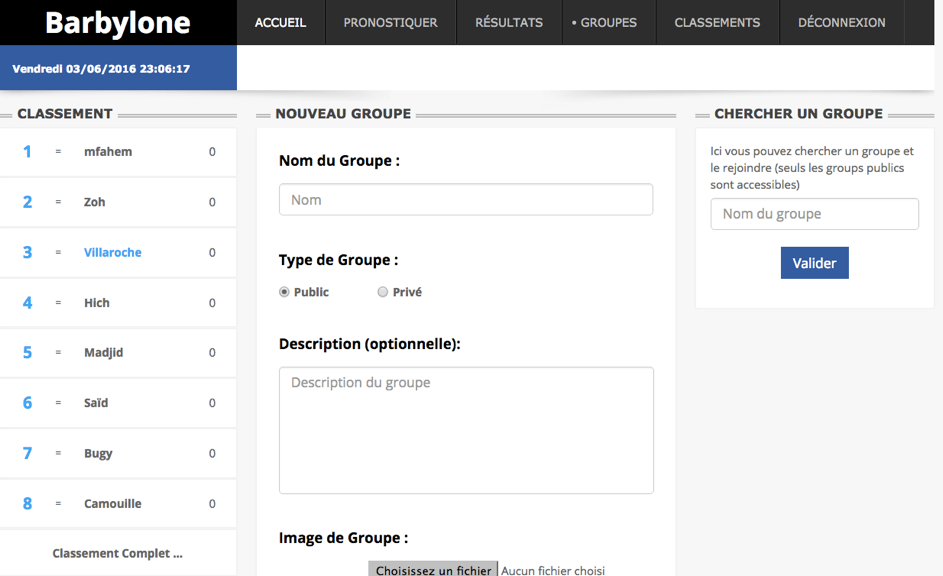 Barbylone
ACCUEIL PRONOSTIQUER RÉSULTATS • GROUPES CLASSEMENTS DÉCONNEXION
Vendredi 03/06/2016 23:06:17
CLASSEMENT
1 = mfahem 0
2 = Zoh 0
3 = Villaroche 0
4 = Hich 0
5 = Madjid 0
6 = Saïd 0
7 = Bugy 0
8 = Camouille 0
Classement Complet ...
NOUVEAU GROUPE
Nom du Groupe :
Nom
Type de Groupe :
Public Privé
Description (optionnelle):
Description du groupe
Image de Groupe :
Choisissez un fichier Aucun fichier choisi
CHERCHER UN GROUPE
Ici vous pouvez chercher un groupe et
le rejoindre (seuls les groups publics
sont accessibles)
Nom du groupe
Valider